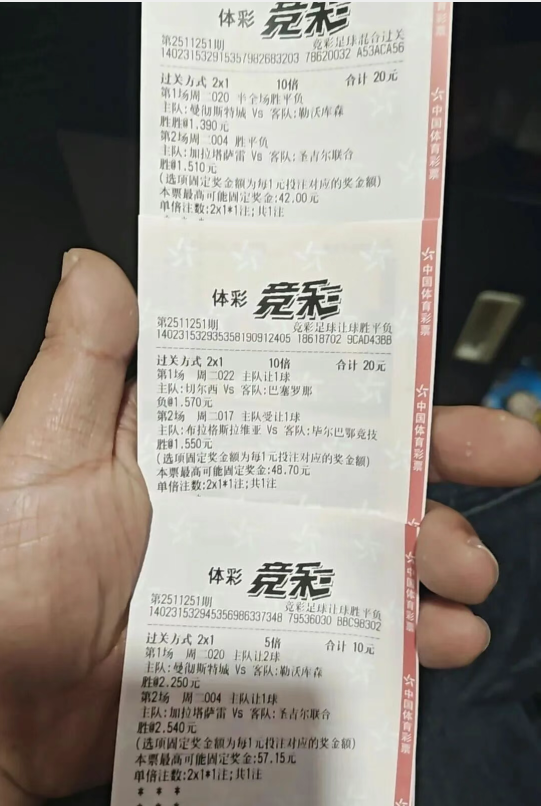 体彩 竞彩
第2511251期 竞彩足球混合过关
140231532915357982683203 78620032 A53ACA56
过关方式 2x1 10倍 合计 20元
第1场周二020 半全场胜平负
主队:曼彻斯特城 Vs 客队:勒沃库森
胜胜@1.390元
第2场周二004 胜平负
主队:加拉塔萨雷 Vs 客队:圣吉尔联合
胜@1.510元
(选项固定奖金额为每1元投注对应的奖金额)
本票最高可能固定奖金:42.00元
单倍注数:2x1*1注;共1注
中国体育彩票
体彩 竞彩
第2511251期 竞彩足球让球胜平负
140231532935358190912405 18618702 9CAD43BB
过关方式 2x1 10倍 合计 20元
第1场 周二022 主队让1球
主队:切尔西 Vs 客队:巴塞罗那
负@1.570元
第2场 周二017 主队受让1球
主队:布拉格斯拉维亚 Vs 客队:毕尔巴鄂竞技
胜@1.550元
(选项固定奖金额为每1元投注对应的奖金额)
本票最高可能固定奖金:48.70元
单倍注数:2x1*1注;共1注
中国体育彩票
中国体育彩票
体彩 竞彩
第2511251期 竞彩足球让球胜平负
140231532945356986337348 79536030 BBC98302
过关方式 2x1 5倍 合计 10元
第1场 周二020 主队让2球
主队:曼彻斯特城 Vs 客队:勒沃库森
胜@2.250元
第2场 周二004 主队让1球
主队:加拉塔萨雷 Vs 客队:圣吉尔联合
胜@2.540元
(选项固定奖金额为每1元投注对应的奖金额)
本票最高可能固定奖金:57.15元
单倍注数:2x1*1注;共1注
* * *
中国体育彩票
中国体育彩票